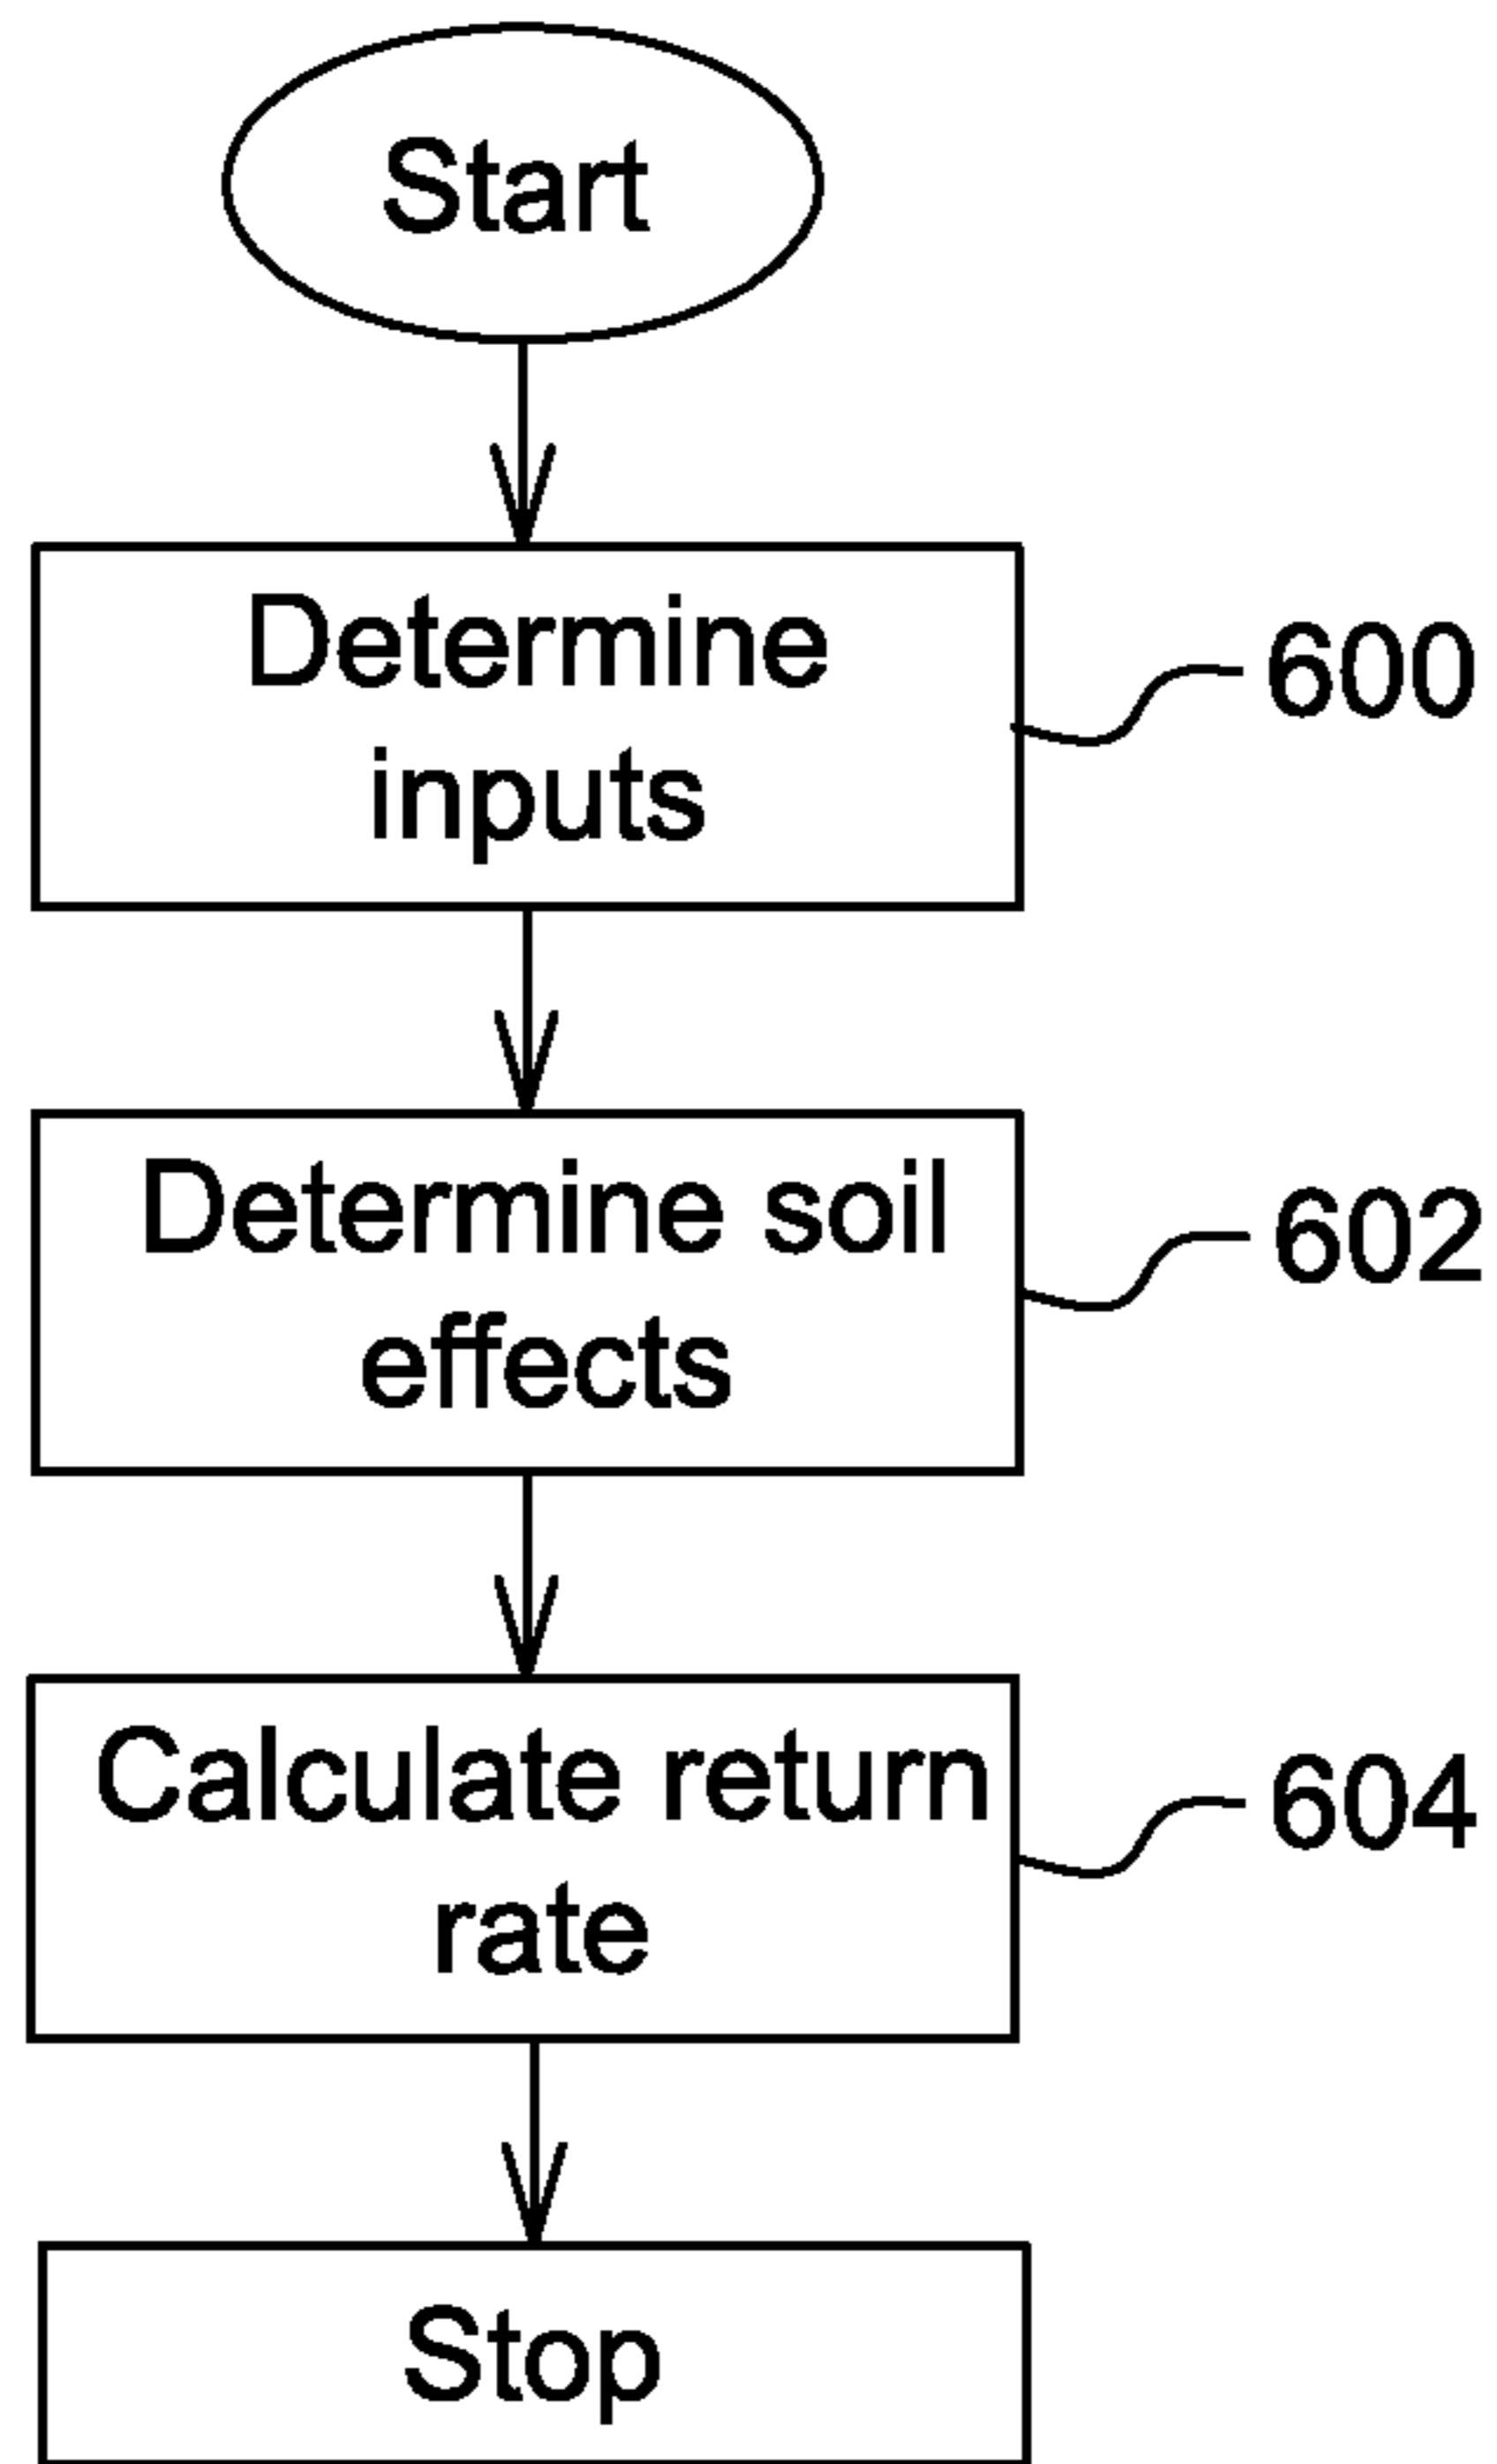 Start
Determine
inputs
600
Determine soil
effects
602
Calculate return
rate
604
Stop